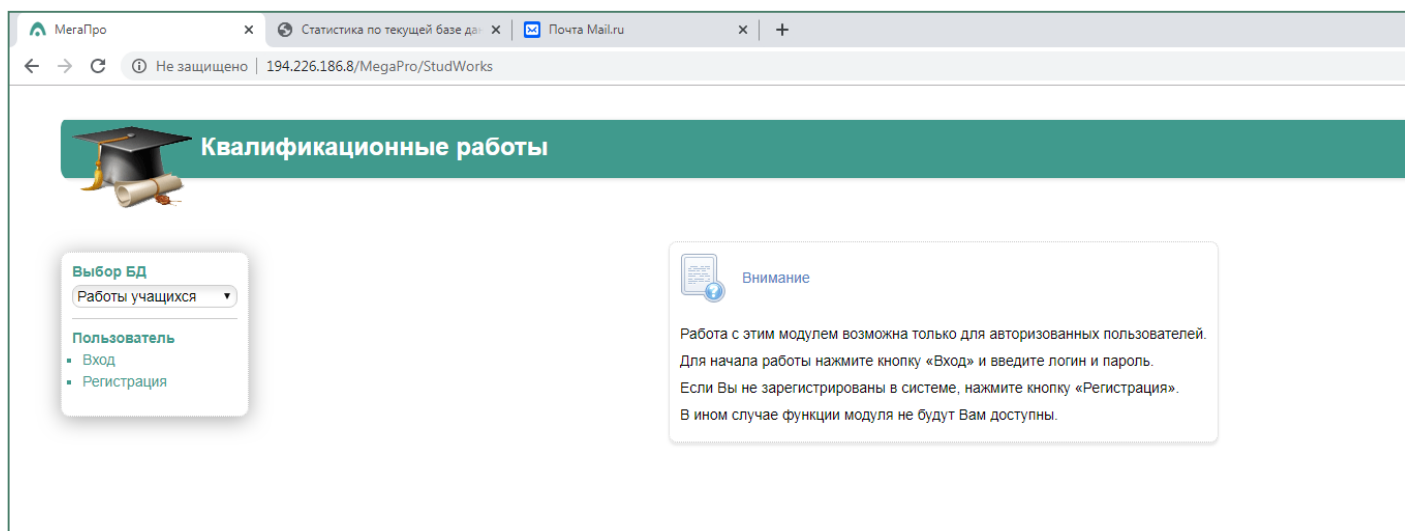 МегаПро
Статистика по текущей базе да
Почта Mail.ru
Не защищено | 194.226.186.8/MegaPro/StudWorks
Квалификационные работы
Выбор БД
Работы учащихся
Пользователь
Вход
Регистрация
Внимание
Работа с этим модулем возможна только для авторизованных пользователей.
Для начала работы нажмите кнопку «Вход» и введите логин и пароль.
Если Вы не зарегистрированы в системе, нажмите кнопку «Регистрация».
В ином случае функции модуля не будут Вам доступны.